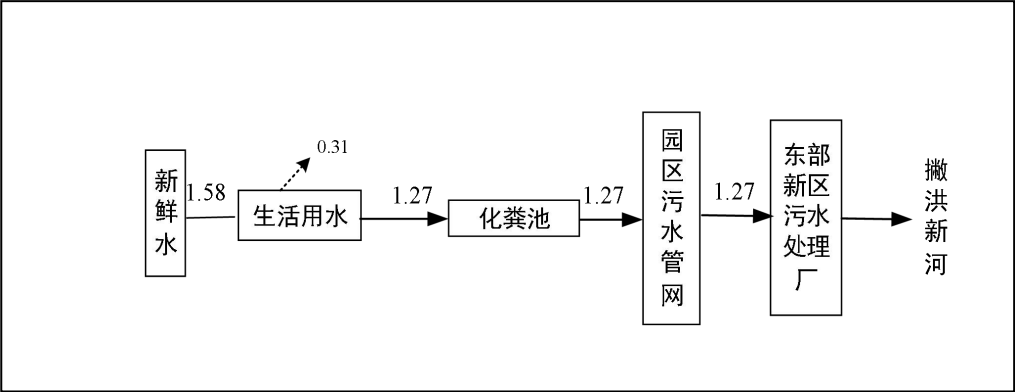 新鲜水
1.58
生活用水
0.31
1.27
化粪池
1.27
园区污水管网
1.27
东部
新区
污水
处理
厂
撇洪新河